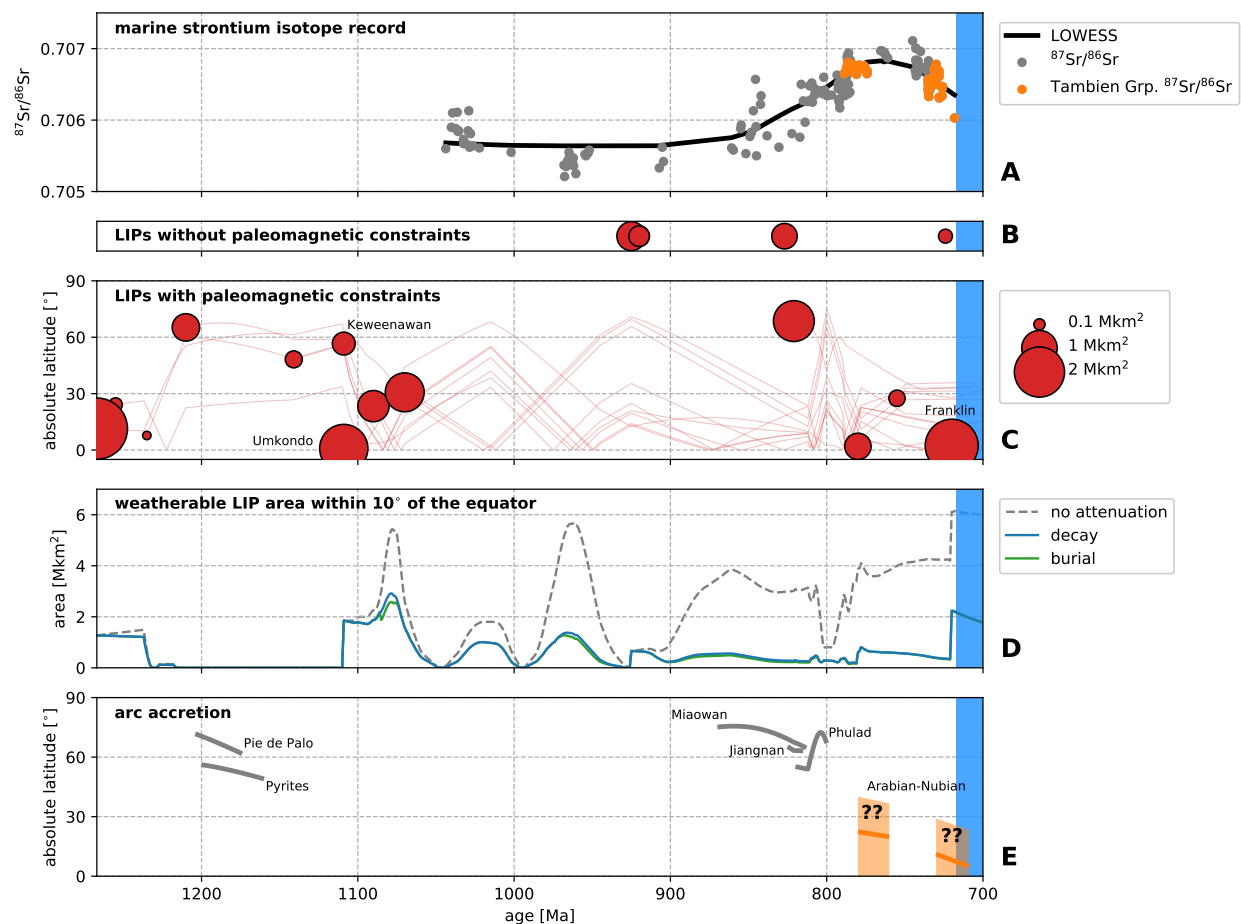 marine strontium isotope record
0.707
0.706
0.705
⁸⁷Sr/⁸⁶Sr
LOWESS
⁸⁷Sr/⁸⁶Sr
Tambien Grp. ⁸⁷Sr/⁸⁶Sr
A
LIPs without paleomagnetic constraints
B
LIPs with paleomagnetic constraints
90
60
30
0
absolute latitude [°]
Keweenawan
Umkondo
Franklin
0.1 Mkm²
1 Mkm²
2 Mkm²
C
weatherable LIP area within 10° of the equator
6
4
2
0
area [Mkm²]
no attenuation
decay
burial
D
arc accretion
90
60
30
0
absolute latitude [°]
Pie de Palo
Pyrites
Miaowan
Jiangnan
Phulad
Arabian-Nubian
??
??
E
1200
1100
1000
900
800
700
age [Ma]